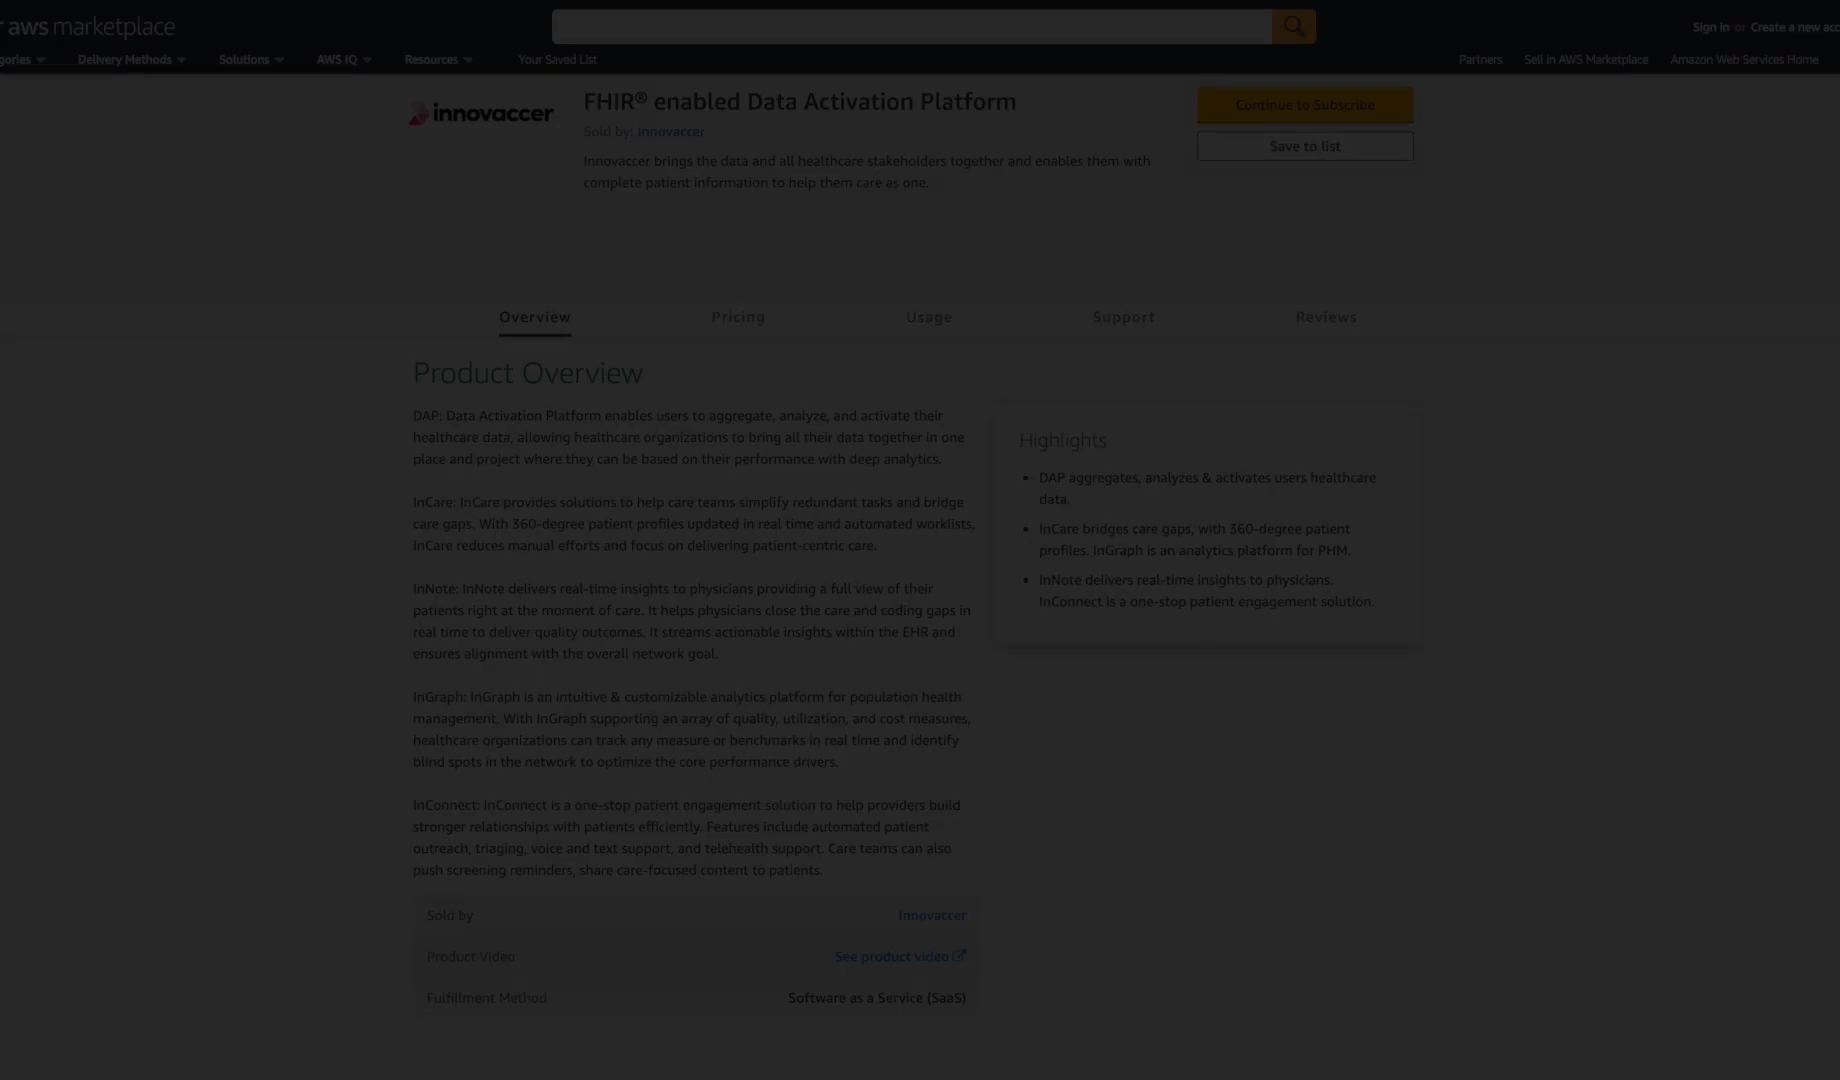 aws marketplace
Sign in or Create a new
Delivery Methods
Solutions
AWS IQ
Resources
Your Saved List
Partners
Sell in AWS Marketplace
Amazon Web Services Home
innovaccer
FHIR® enabled Data Activation Platform
Continue to Subscribe
Sold by: Innovaccer
Save to list
Innovaccer brings the data and all healthcare stakeholders together and enables them with
complete patient information to help them care as one.
Overview
Pricing
Usage
Support
Reviews
Product Overview
DAP: Data Activation Platform enables users to aggregate, analyze, and activate their
healthcare data, allowing healthcare organizations to bring all their data together in one
place and project where they can be based on their performance with deep analytics.
InCare: InCare provides solutions to help care teams simplify redundant tasks and bridge
care gaps. With 360-degree patient profiles updated in real time and automated worklists,
InCare reduces manual efforts and focus on delivering patient-centric care.
InNote: InNote delivers real-time insights to physicians providing a full view of their
patients right at the moment of care. It helps physicians close the care and coding gaps in
real time to deliver quality outcomes. It streams actionable insights within the EHR and
ensures alignment with the overall network goal.
InGraph: InGraph is an intuitive & customizable analytics platform for population health
management. With InGraph supporting an array of quality, utilization, and cost measures,
healthcare organizations can track any measure or benchmarks in real time and identify
blind spots in the network to optimize the core performance drivers.
InConnect: InConnect is a one-stop patient engagement solution to help providers build
stronger relationships with patients efficiently. Features include automated patient
outreach, triaging, voice and text support, and telehealth support. Care teams can also
push screening reminders, share care-focused content to patients.
Highlights
• DAP aggregates, analyzes & activates users healthcare
data.
• InCare bridges care gaps, with 360-degree patient
profiles. InGraph is an analytics platform for PHM.
• InNote delivers real-time insights to physicians.
InConnect is a one-stop patient engagement solution.
Sold by
Innovaccer
Product Video
See product video
Fulfillment Method
Software as a Service (SaaS)